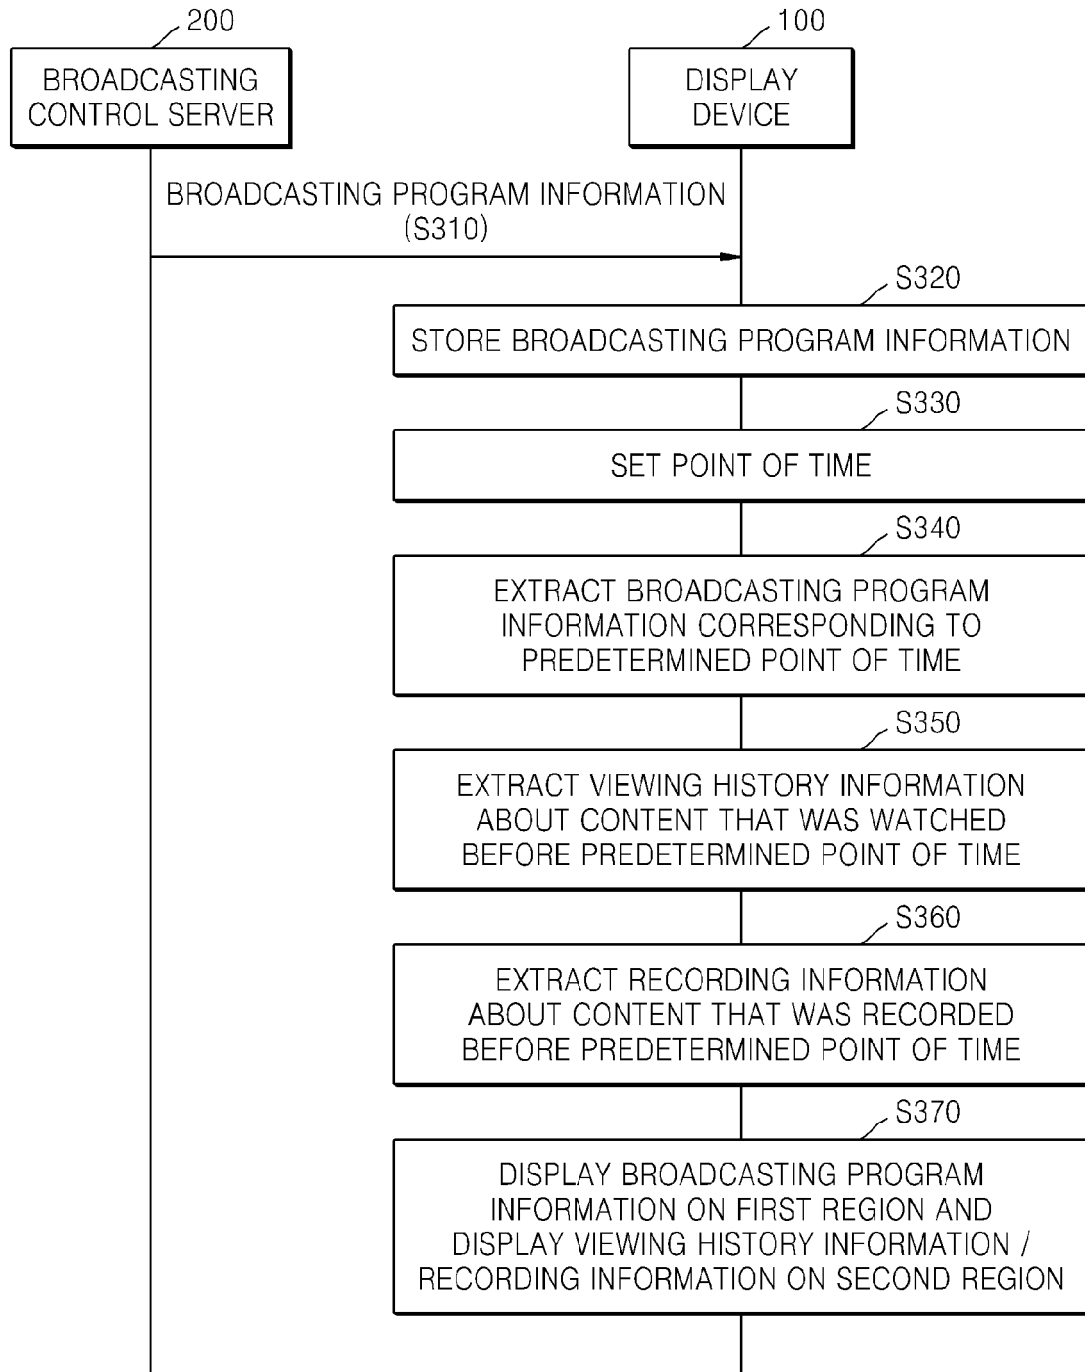 200
100
BROADCASTING
CONTROL SERVER
DISPLAY
DEVICE
BROADCASTING PROGRAM INFORMATION
(S310)
S320
STORE BROADCASTING PROGRAM INFORMATION
S330
SET POINT OF TIME
S340
EXTRACT BROADCASTING PROGRAM
INFORMATION CORRESPONDING TO
PREDETERMINED POINT OF TIME
S350
EXTRACT VIEWING HISTORY INFORMATION
ABOUT CONTENT THAT WAS WATCHED
BEFORE PREDETERMINED POINT OF TIME
S360
EXTRACT RECORDING INFORMATION
ABOUT CONTENT THAT WAS RECORDED
BEFORE PREDETERMINED POINT OF TIME
S370
DISPLAY BROADCASTING PROGRAM
INFORMATION ON FIRST REGION AND
DISPLAY VIEWING HISTORY INFORMATION /
RECORDING INFORMATION ON SECOND REGION